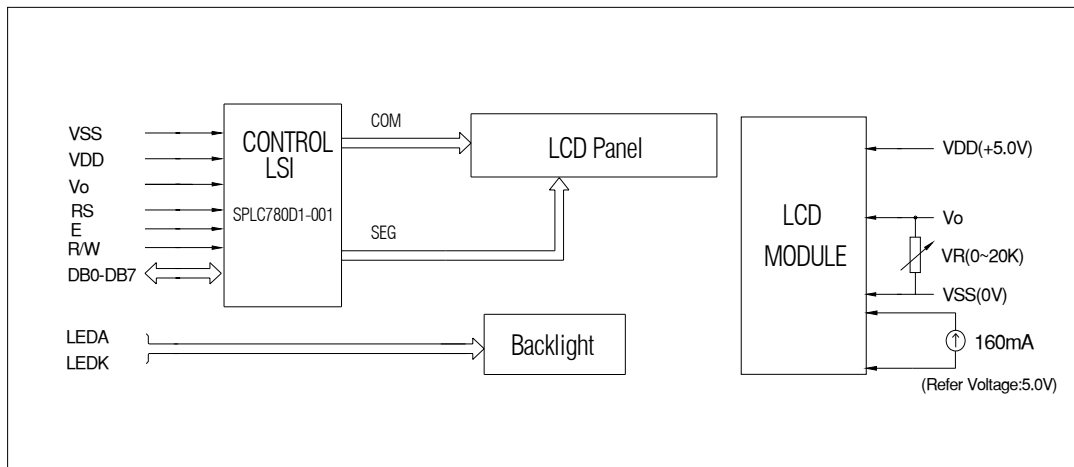 VSS
VDD
Vo
RS
E
R/W
DB0-DB7
CONTROL
LSI
SPLC780D1-001
COM
SEG
LCD Panel
LEDA
LEDK
Backlight
LCD
MODULE
VDD(+5.0V)
Vo
VR(0~20K)
VSS(0V)
160mA
(Refer Voltage:5.0V)